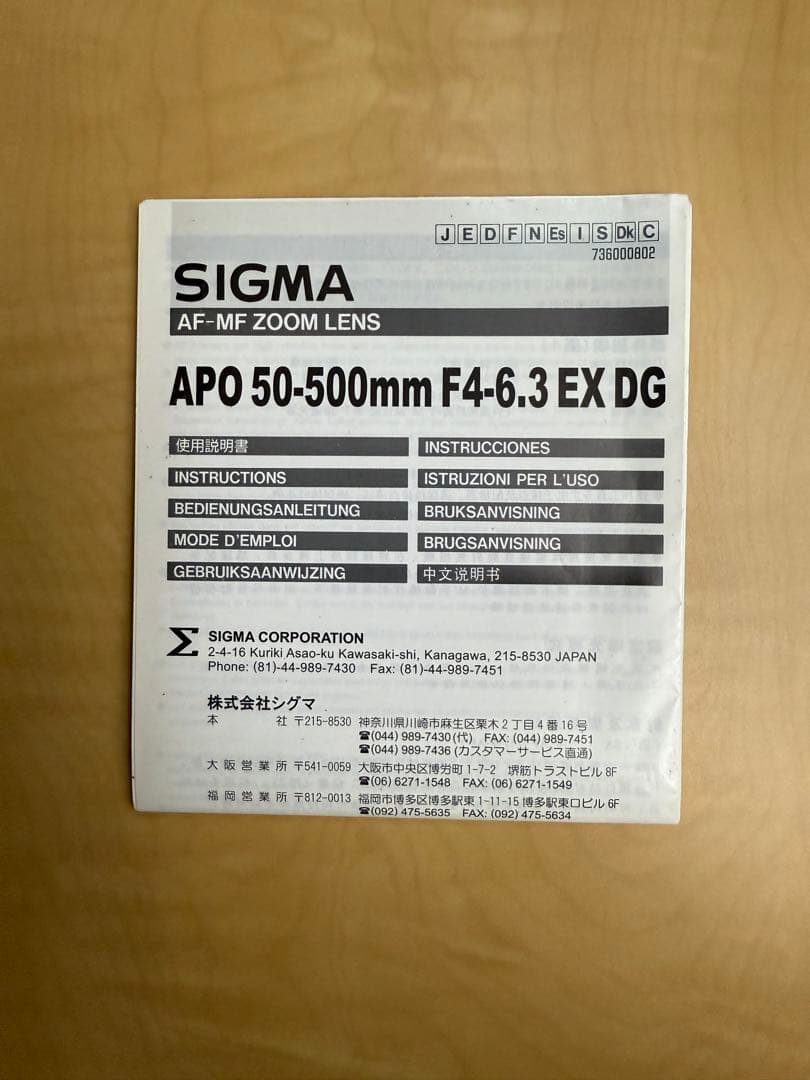 J E D F N Es I S Dk C
736000802
SIGMA
AF-MF ZOOM LENS
APO 50-500mm F4-6.3 EX DG
使用説明書
INSTRUCTIONS
BEDIENUNGSANLEITUNG
MODE D'EMPLOI
GEBRUIKSAANWIJZING
INSTRUCCIONES
ISTRUZIONI PER L'USO
BRUKSANVISNING
BRUGSANVISNING
中文说明书
Σ SIGMA CORPORATION
2-4-16 Kuriki Asao-ku Kawasaki-shi, Kanagawa, 215-8530 JAPAN
Phone: (81)-44-989-7430 Fax: (81)-44-989-7451
株式会社シグマ
本 社 〒215-8530 神奈川県川崎市麻生区栗木2丁目4番16号
☎(044) 989-7430(代) FAX: (044) 989-7451
☎(044) 989-7436 (カスタマーサービス直通)
大阪営業所 〒541-0059 大阪市中央区博労町1-7-2 堺筋トラストビル8F
☎(06) 6271-1548 FAX: (06) 6271-1549
福岡営業所 〒812-0013 福岡市博多区博多駅東1-11-15博多駅東口ビル6F
☎(092) 475-5635 FAX: (092) 475-5634